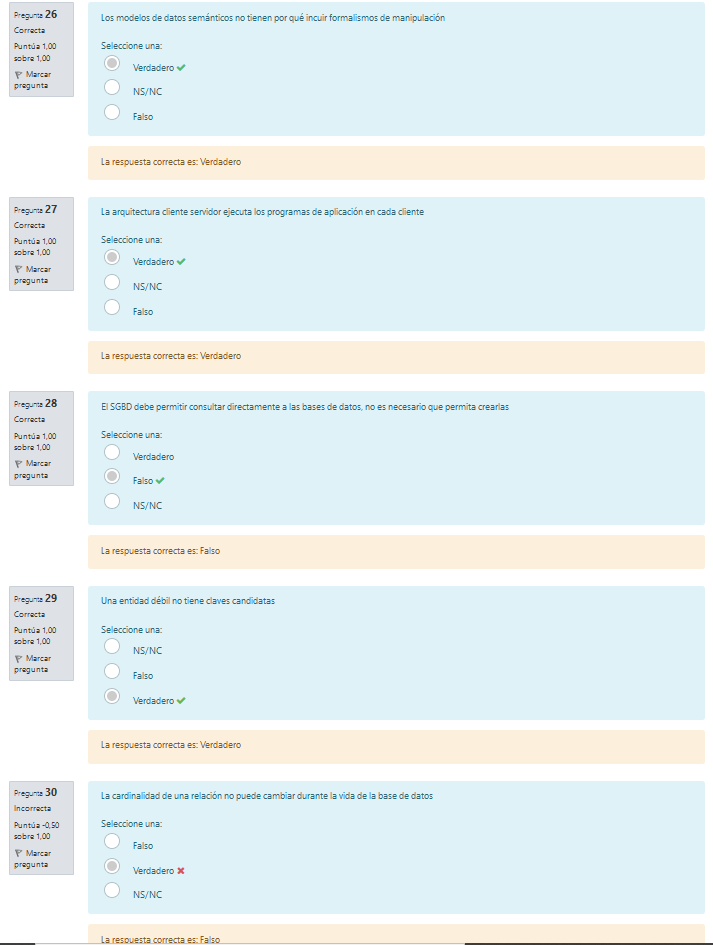 Pregunta 26
Correcta
Puntúa 1,00
sobre 1,00
Marcar
pregunta
Los modelos de datos semánticos no tienen por qué incuir formalismos de manipulación
Seleccione una:
Verdadero
NS/NC
Falso
La respuesta correcta es: Verdadero
Pregunta 27
Correcta
Puntúa 1,00
sobre 1,00
Marcar
pregunta
La arquitectura cliente servidor ejecuta los programas de aplicación en cada cliente
Seleccione una:
Verdadero
NS/NC
Falso
La respuesta correcta es: Verdadero
Pregunta 28
Correcta
Puntúa 1,00
sobre 1,00
Marcar
pregunta
El SGBD debe permitir consultar directamente a las bases de datos, no es necesario que permita crearlas
Seleccione una:
Verdadero
Falso
NS/NC
La respuesta correcta es: Falso
Pregunta 29
Correcta
Puntúa 1,00
sobre 1,00
Marcar
pregunta
Una entidad débil no tiene claves candidatas
Seleccione una:
NS/NC
Falso
Verdadero
La respuesta correcta es: Verdadero
Pregunta 30
Incorrecta
Puntúa -0,50
sobre 1,00
Marcar
pregunta
La cardinalidad de una relación no puede cambiar durante la vida de la base de datos
Seleccione una:
Falso
Verdadero
NS/NC
La respuesta correcta es: Falso